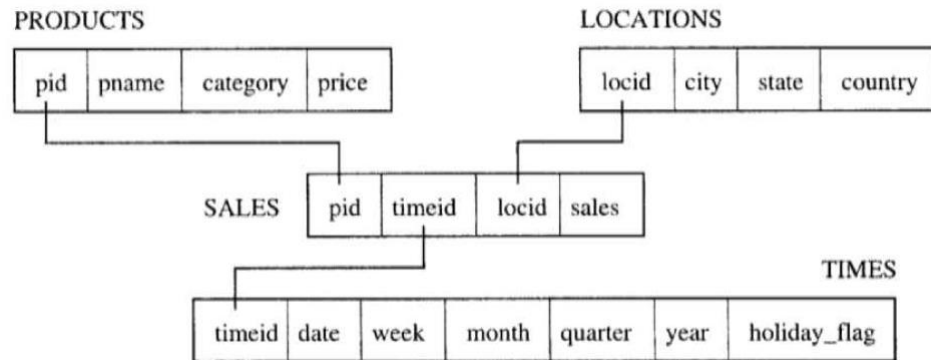 PRODUCTS
LOCATIONS
pid pname category price
locid city state country
SALES pid timeid locid sales
TIMES
timeid date week month quarter year holiday_flag